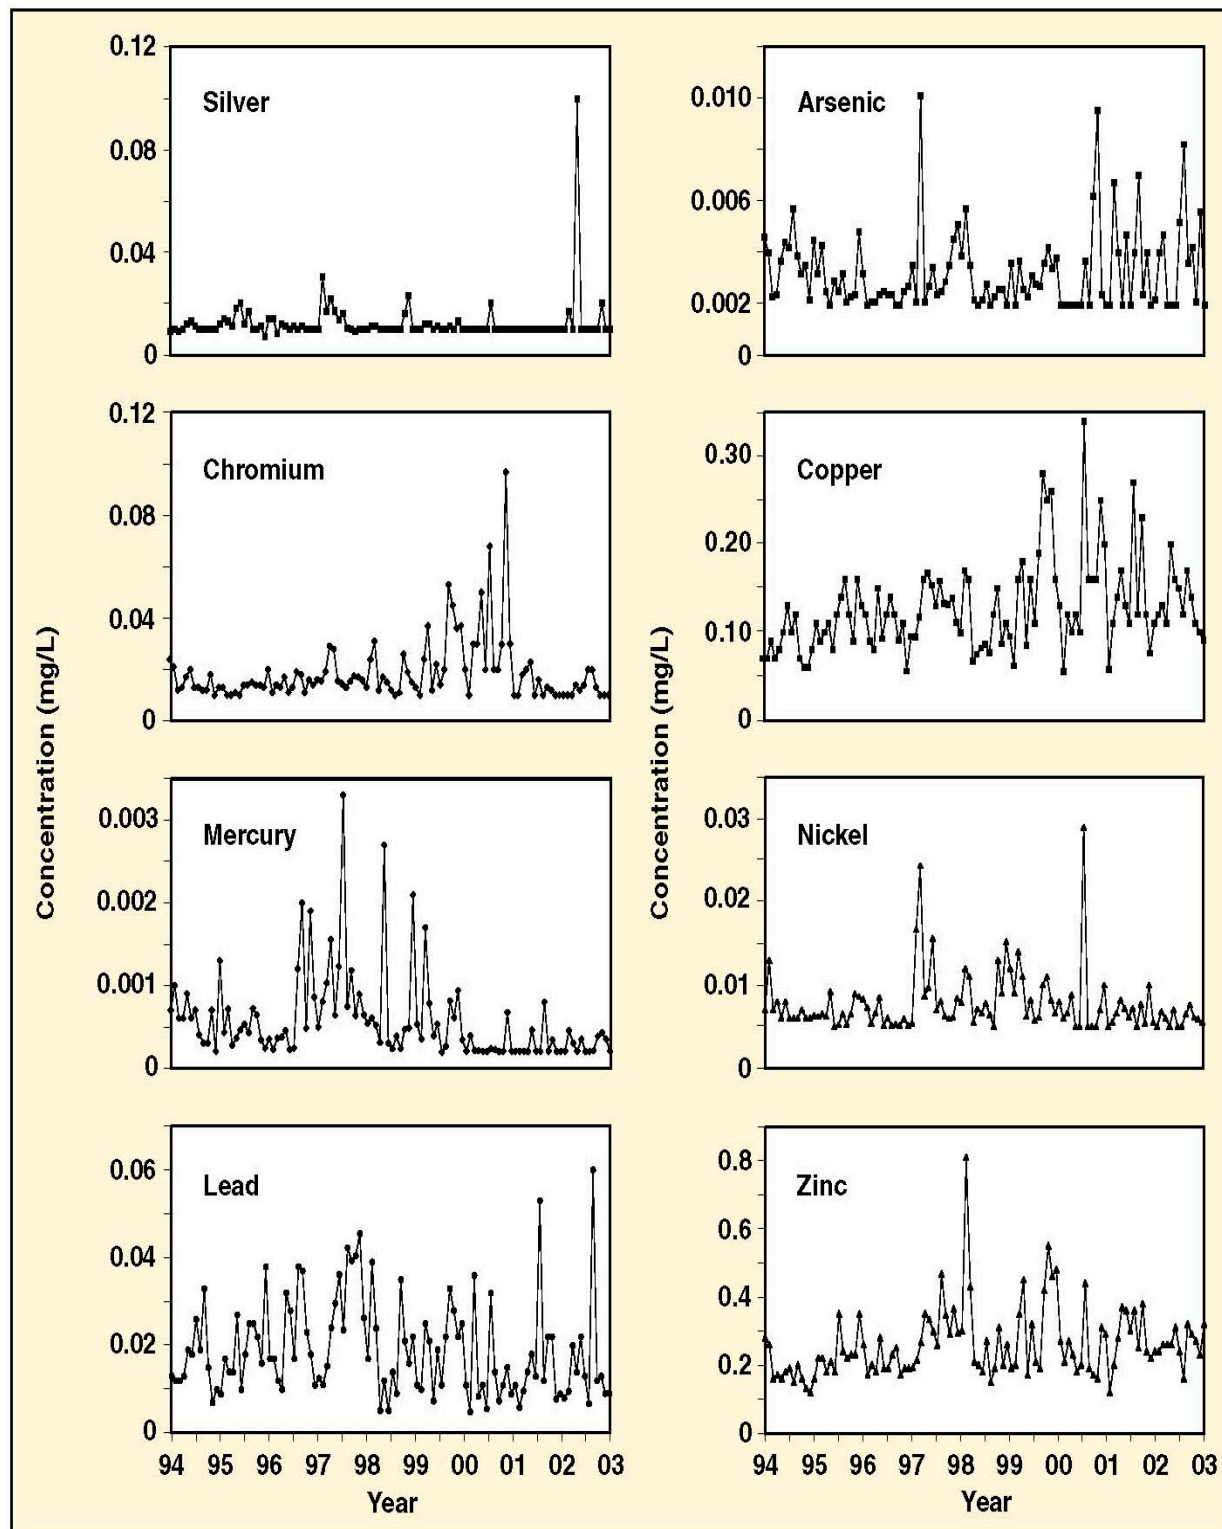 0.12
Silver
0.08
0.04
0
Arsenic
0.010
0.006
0.002
0
0.12
Chromium
0.08
0.04
0
Copper
0.30
0.20
0.10
0
Concentration (mg/L)
Concentration (mg/L)
0.003
Mercury
0.002
0.001
0
0.03
Nickel
0.02
0.01
0
0.06
Lead
0.04
0.02
0
94 95 96 97 98 99 00 01 02 03
Year
0.8
Zinc
0.6
0.4
0.2
0
94 95 96 97 98 99 00 01 02 03
Year